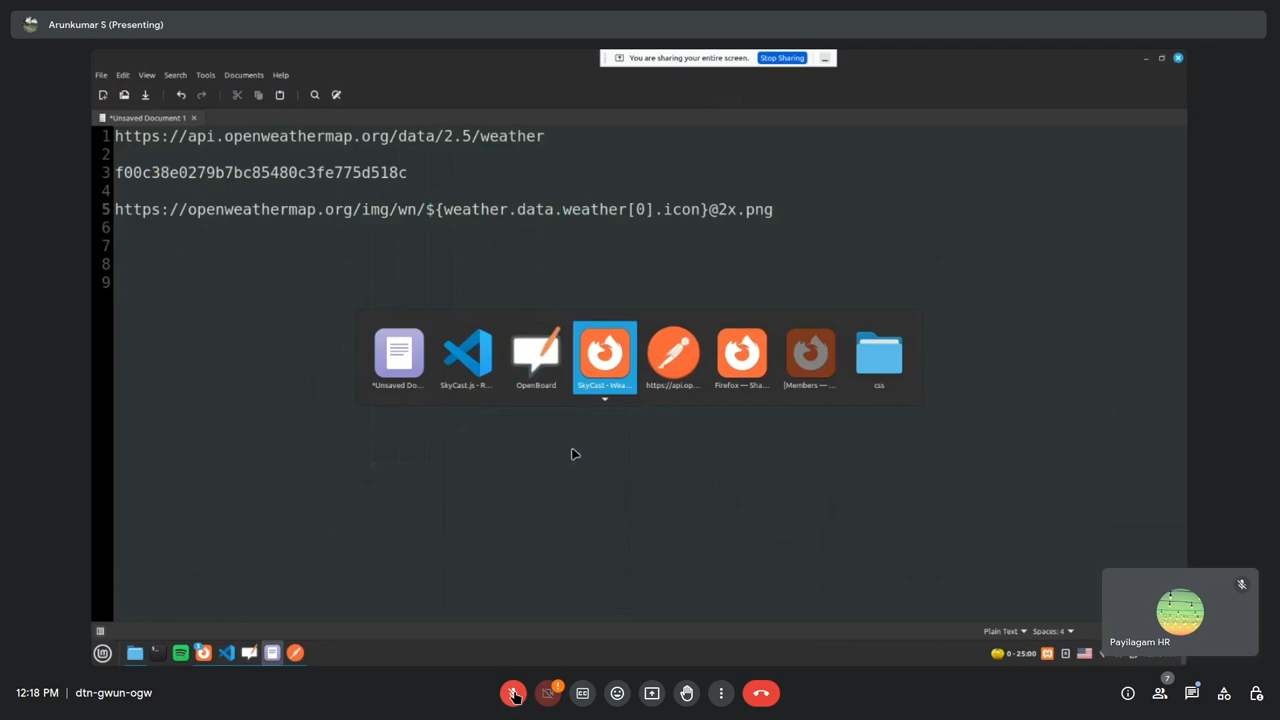 Arunkumar S (Presenting)
You are sharing your entire screen. Stop Sharing
File Edit View Search Tools Documents Help
*Unsaved Document 1
1 https://api.openweathermap.org/data/2.5/weather
2
3 f00c38e0279b7bc85480c3fe775d518c
4
5 https://openweathermap.org/img/wn/${weather.data.weather[0].icon}@2x.png
6
7
8
9
*Unsaved Do... SkyCast.js - R... OpenBoard SkyCast - Wea... https://api.op... Firefox — Sha... [Members — ... css
Plain Text Spaces: 4
0 - 25:00
Payilagam HR
12:18 PM dtn-gwun-ogw
7